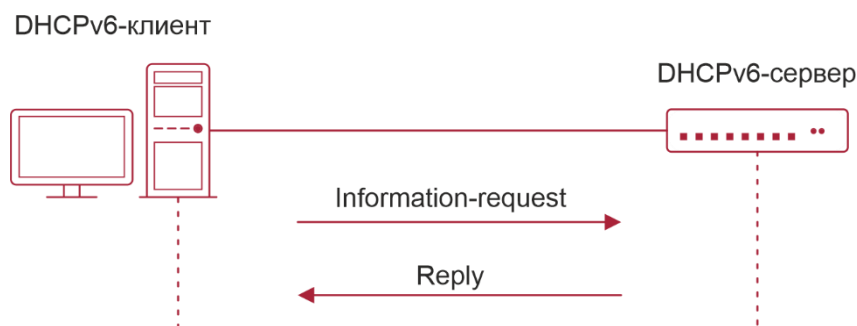 DHCPv6-клиент
DHCPv6-сервер
Information-request
Reply